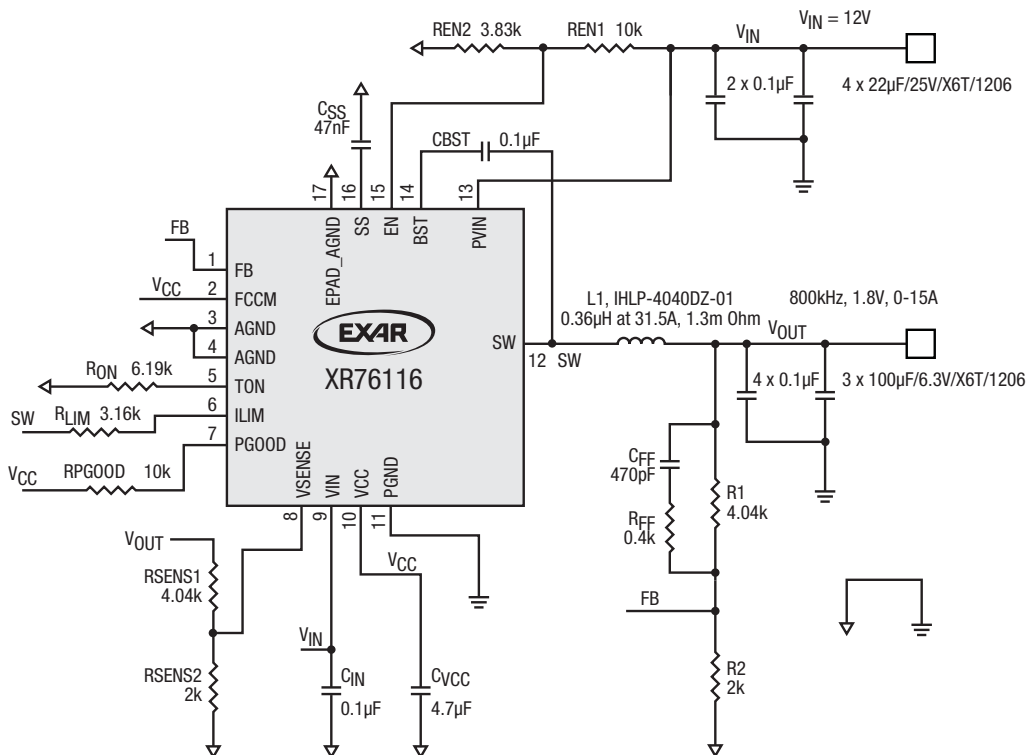 REN2 3.83k
REN1 10k
VIN
VIN = 12V
2 x 0.1µF
4 x 22µF/25V/X6T/1206
CSS
47nF
CBST 0.1µF
17
16
15
14
13
EPAD_AGND
SS
EN
BST
PVIN
FB
1 FB
VCC
2 FCCM
3 AGND
4 AGND
RON 6.19k
5 TON
SW RLIM 3.16k
6 ILIM
7 PGOOD
VCC RPGOOD 10k
EXAR
XR76116
SW
12 SW
L1, IHLP-4040DZ-01
0.36µH at 31.5A, 1.3m Ohm
800kHz, 1.8V, 0-15A
VOUT
4 x 0.1µF
3 x 100µF/6.3V/X6T/1206
VSENSE
VIN
VCC
PGND
8
9
10
11
VOUT
RSENS1
4.04k
RSENS2
2k
VIN
CIN
0.1µF
VCC
CVCC
4.7µF
CFF
470pF
RFF
0.4k
R1
4.04k
FB
R2
2k